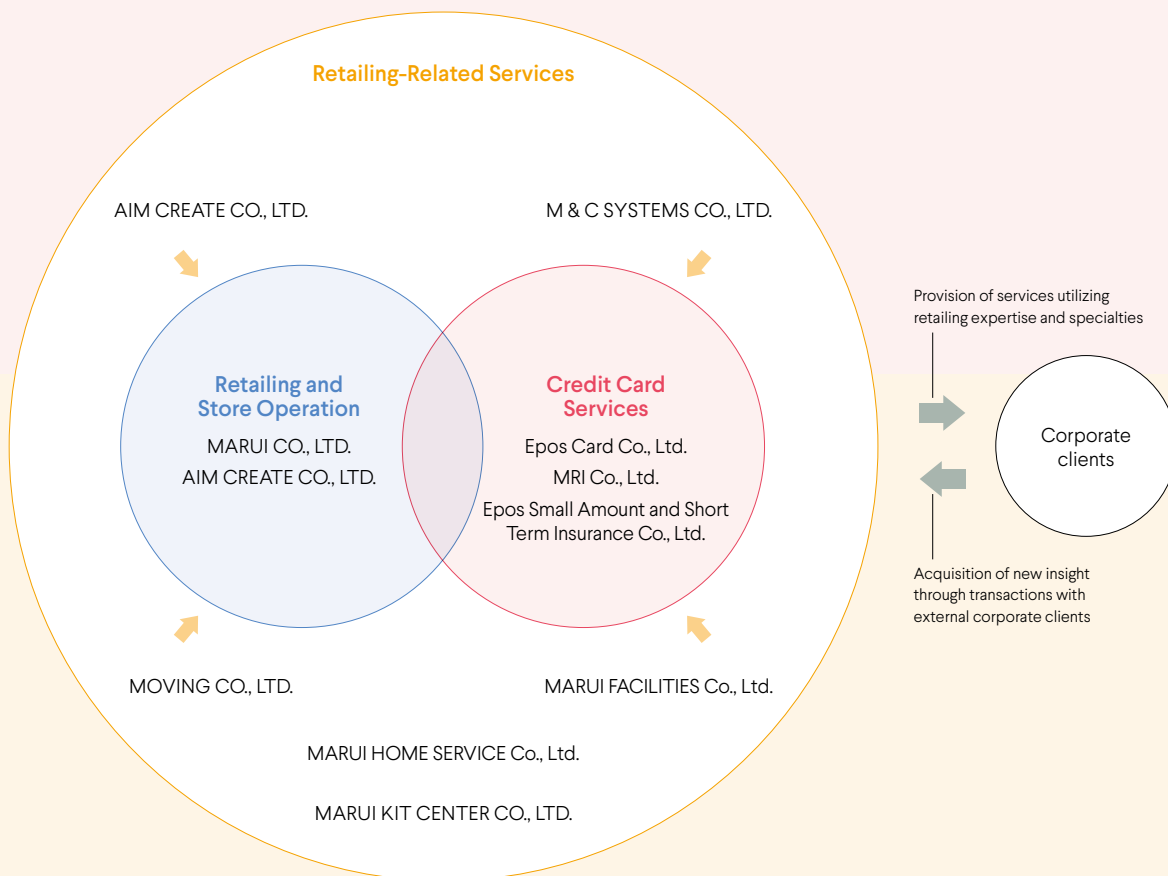 Retailing-Related Services
AIM CREATE CO., LTD.
M & C SYSTEMS CO., LTD.
Retailing and
Store Operation
MARUI CO., LTD.
AIM CREATE CO., LTD.
Credit Card
Services
Epos Card Co., Ltd.
MRI Co., Ltd.
Epos Small Amount and Short
Term Insurance Co., Ltd.
MOVING CO., LTD.
MARUI FACILITIES Co., Ltd.
MARUI HOME SERVICE Co., Ltd.
MARUI KIT CENTER CO., LTD.
Provision of services utilizing
retailing expertise and specialties
Corporate
clients
Acquisition of new insight
through transactions with
external corporate clients